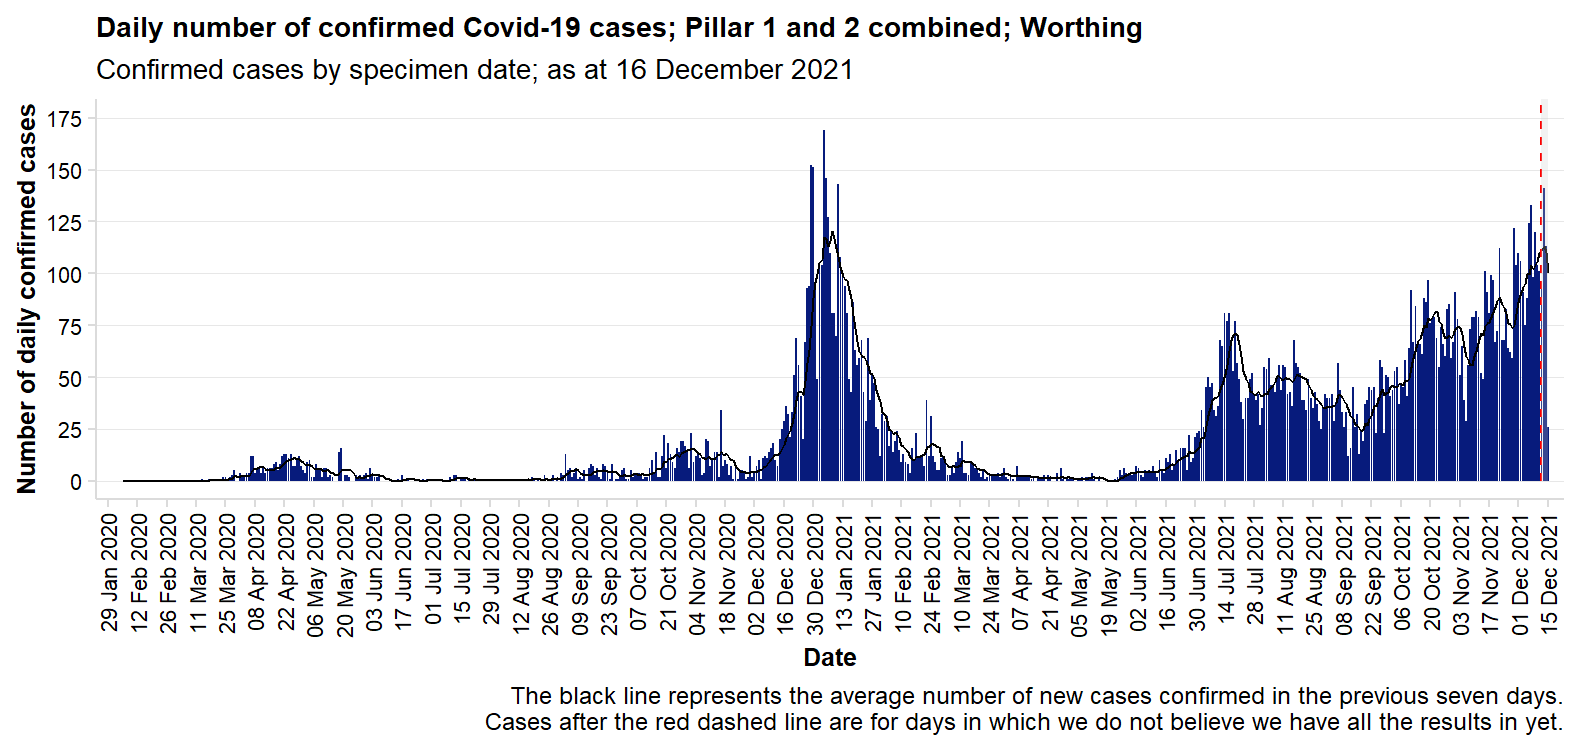 Daily number of confirmed Covid-19 cases; Pillar 1 and 2 combined; Worthing
Confirmed cases by specimen date; as at 16 December 2021
Number of daily confirmed cases
175
150
125
100
75
50
25
0
29 Jan 2020
12 Feb 2020
26 Feb 2020
11 Mar 2020
25 Mar 2020
08 Apr 2020
22 Apr 2020
06 May 2020
20 May 2020
03 Jun 2020
17 Jun 2020
01 Jul 2020
15 Jul 2020
29 Jul 2020
12 Aug 2020
26 Aug 2020
09 Sep 2020
23 Sep 2020
07 Oct 2020
21 Oct 2020
04 Nov 2020
18 Nov 2020
02 Dec 2020
16 Dec 2020
30 Dec 2020
13 Jan 2021
27 Jan 2021
10 Feb 2021
24 Feb 2021
10 Mar 2021
24 Mar 2021
07 Apr 2021
21 Apr 2021
05 May 2021
19 May 2021
02 Jun 2021
16 Jun 2021
30 Jun 2021
14 Jul 2021
28 Jul 2021
11 Aug 2021
25 Aug 2021
08 Sep 2021
22 Sep 2021
06 Oct 2021
20 Oct 2021
03 Nov 2021
17 Nov 2021
01 Dec 2021
15 Dec 2021
Date
The black line represents the average number of new cases confirmed in the previous seven days.
Cases after the red dashed line are for days in which we do not believe we have all the results in yet.